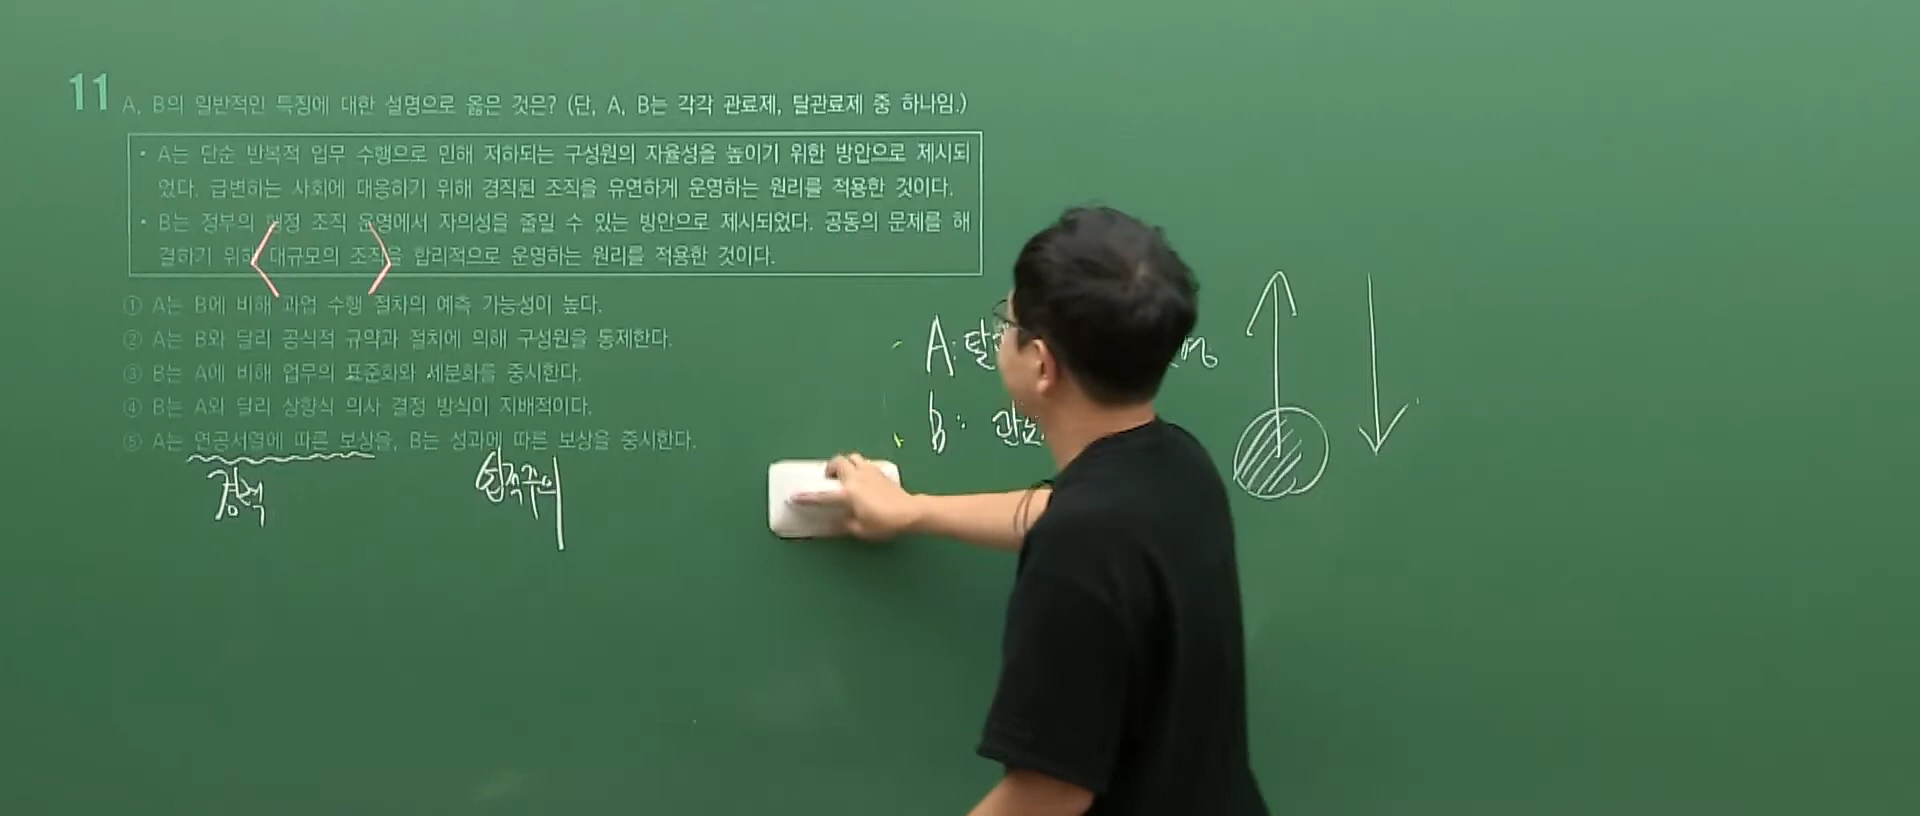 11 A, B의 일반적인 특징에 대한 설명으로 옳은 것은? (단, A, B는 각각 관료제, 탈관료제 중 하나임.)
• A는 단순 반복적 업무 수행으로 인해 저하되는 구성원의 자율성을 높이기 위한 방안으로 제시되
었다. 급변하는 사회에 대응하기 위해 경직된 조직을 유연하게 운영하는 원리를 적용한 것이다.
• B는 정부의 행정 조직 운영에서 자의성을 줄일 수 있는 방안으로 제시되었다. 공동의 문제를 해
결하기 위해 대규모의 조직을 합리적으로 운영하는 원리를 적용한 것이다.
① A는 B에 비해 과업 수행 절차의 예측 가능성이 높다.
② A는 B와 달리 공식적 규약과 절차에 의해 구성원을 통제한다.
③ B는 A에 비해 업무의 표준화와 세분화를 중시한다.
④ B는 A와 달리 상향식 의사 결정 방식이 지배적이다.
⑤ A는 연공서열에 따른 보상을, B는 성과에 따른 보상을 중시한다.
경력
A: 탈
B: 관료